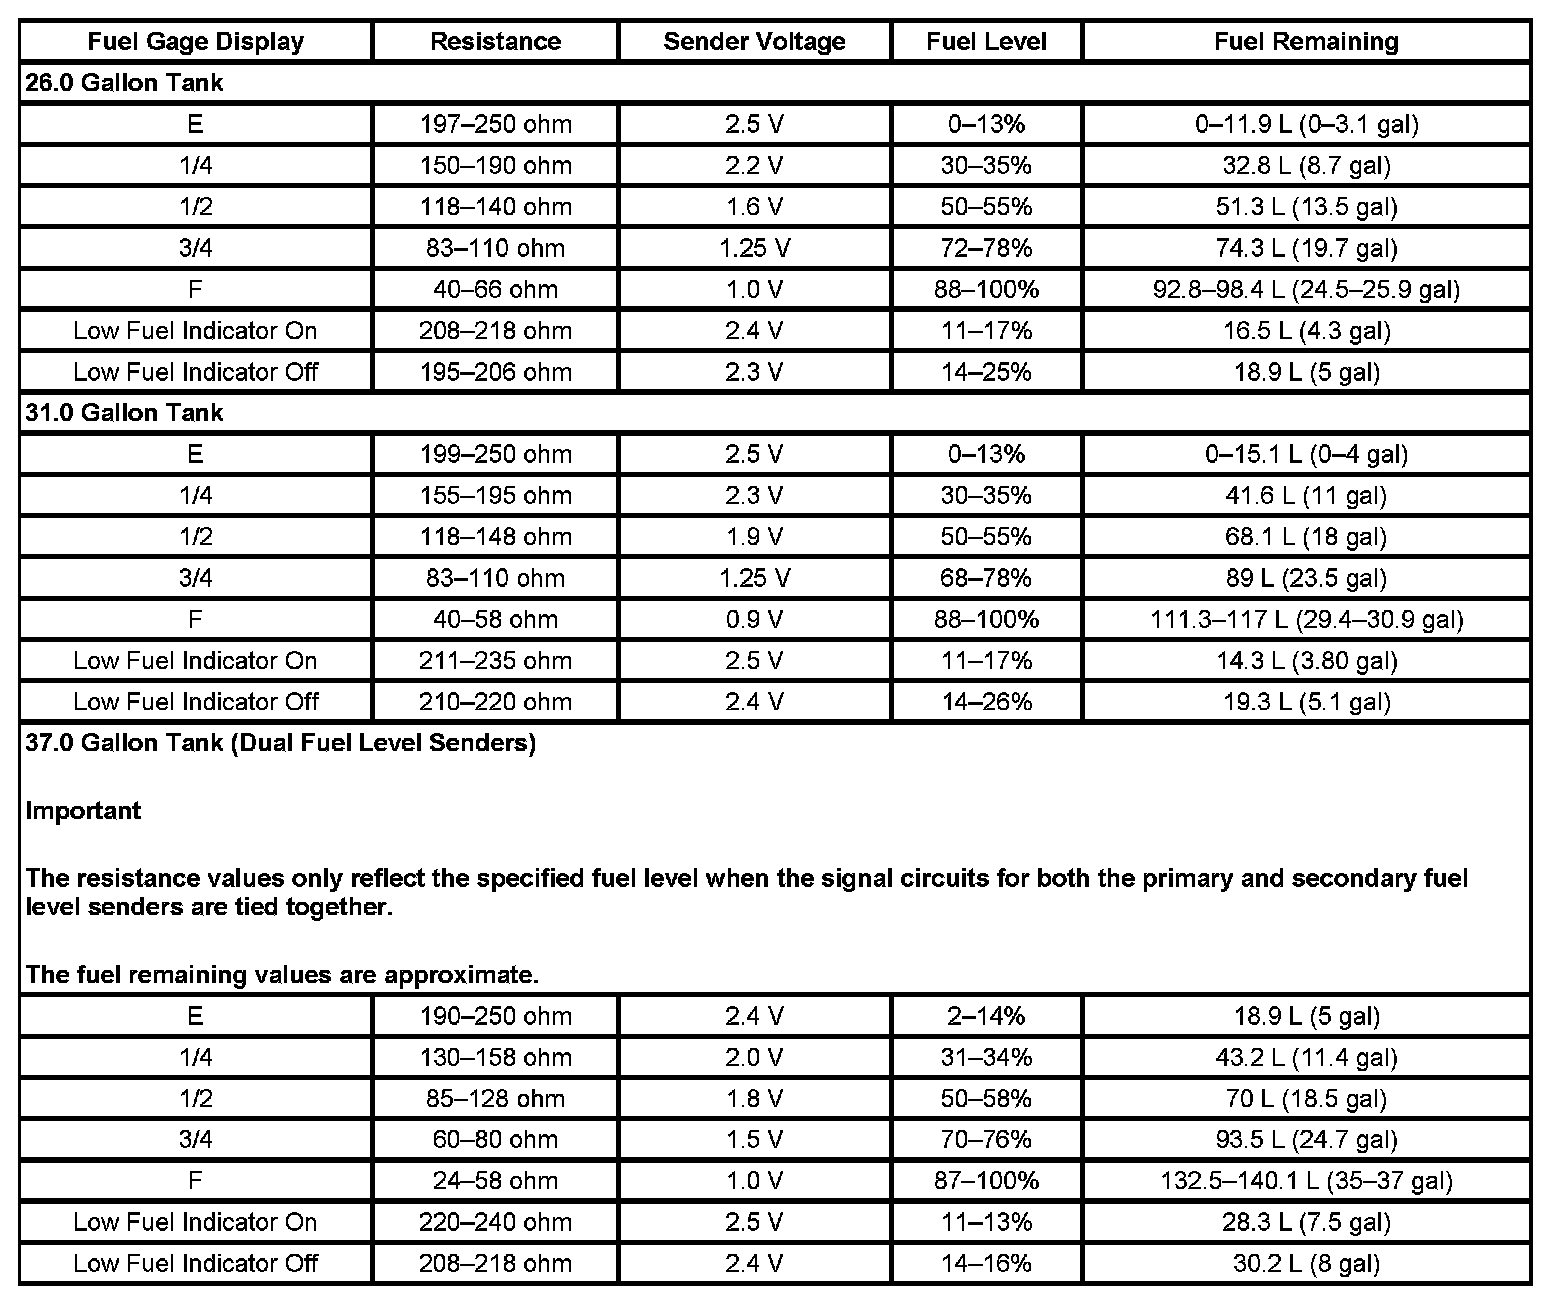 Fuel Gage Display Resistance Sender Voltage Fuel Level Fuel Remaining
26.0 Gallon Tank
E 197–250 ohm 2.5 V 0–13% 0–11.9 L (0–3.1 gal)
1/4 150–190 ohm 2.2 V 30–35% 32.8 L (8.7 gal)
1/2 118–140 ohm 1.6 V 50–55% 51.3 L (13.5 gal)
3/4 83–110 ohm 1.25 V 72–78% 74.3 L (19.7 gal)
F 40–66 ohm 1.0 V 88–100% 92.8–98.4 L (24.5–25.9 gal)
Low Fuel Indicator On 208–218 ohm 2.4 V 11–17% 16.5 L (4.3 gal)
Low Fuel Indicator Off 195–206 ohm 2.3 V 14–25% 18.9 L (5 gal)
31.0 Gallon Tank
E 199–250 ohm 2.5 V 0–13% 0–15.1 L (0–4 gal)
1/4 155–195 ohm 2.3 V 30–35% 41.6 L (11 gal)
1/2 118–148 ohm 1.9 V 50–55% 68.1 L (18 gal)
3/4 83–110 ohm 1.25 V 68–78% 89 L (23.5 gal)
F 40–58 ohm 0.9 V 88–100% 111.3–117 L (29.4–30.9 gal)
Low Fuel Indicator On 211–235 ohm 2.5 V 11–17% 14.3 L (3.80 gal)
Low Fuel Indicator Off 210–220 ohm 2.4 V 14–26% 19.3 L (5.1 gal)
37.0 Gallon Tank (Dual Fuel Level Senders)
Important
The resistance values only reflect the specified fuel level when the signal circuits for both the primary and secondary fuel
level senders are tied together.
The fuel remaining values are approximate.
E 190–250 ohm 2.4 V 2–14% 18.9 L (5 gal)
1/4 130–158 ohm 2.0 V 31–34% 43.2 L (11.4 gal)
1/2 85–128 ohm 1.8 V 50–58% 70 L (18.5 gal)
3/4 60–80 ohm 1.5 V 70–76% 93.5 L (24.7 gal)
F 24–58 ohm 1.0 V 87–100% 132.5–140.1 L (35–37 gal)
Low Fuel Indicator On 220–240 ohm 2.5 V 11–13% 28.3 L (7.5 gal)
Low Fuel Indicator Off 208–218 ohm 2.4 V 14–16% 30.2 L (8 gal)